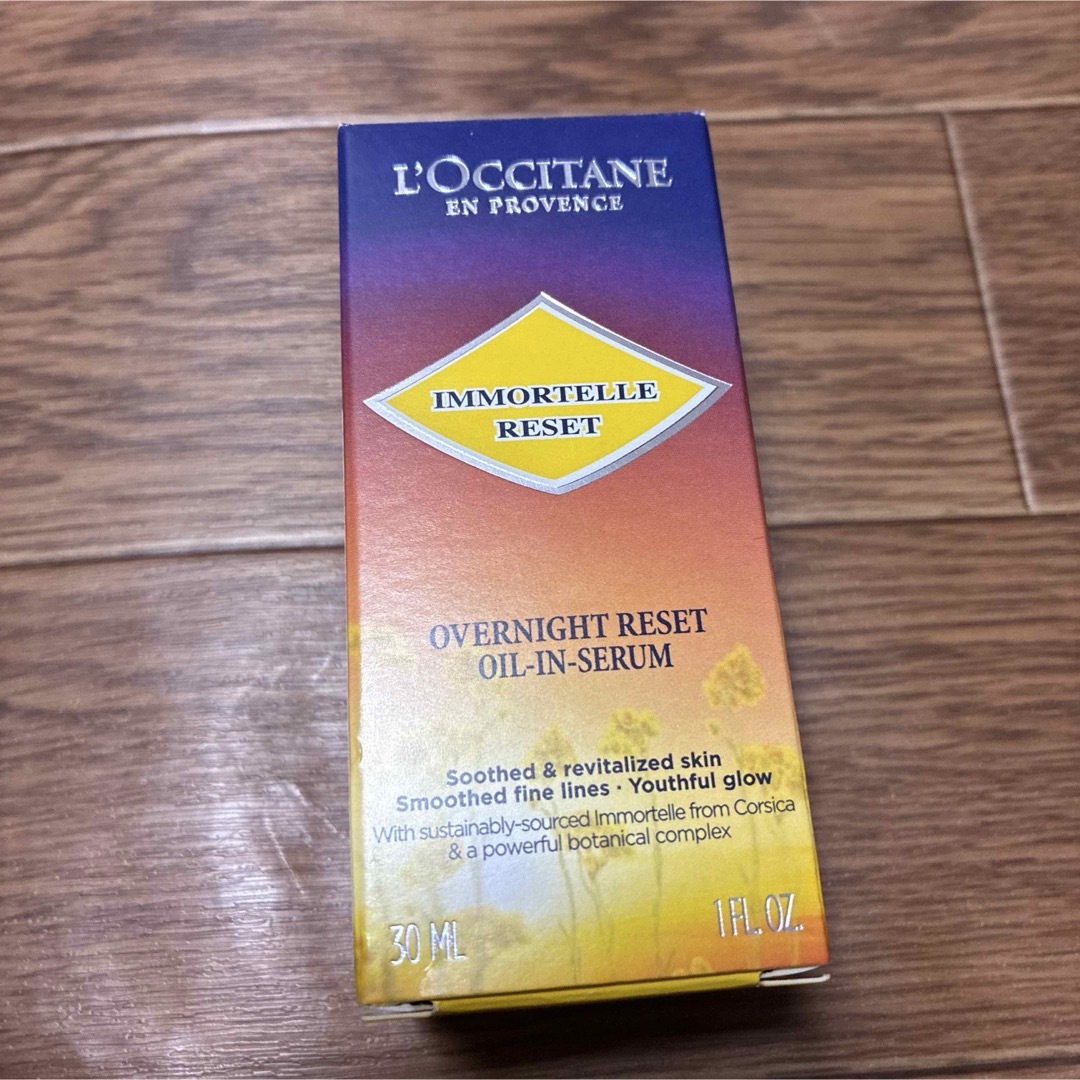 L'OCCITANE
EN PROVENCE
IMMORTELLE
RESET
OVERNIGHT RESET
OIL-IN-SERUM
Soothed & revitalized skin
Smoothed fine lines · Youthful glow
With sustainably-sourced Immortelle from Corsica
& a powerful botanical complex
30 ML
1 FL. OZ.